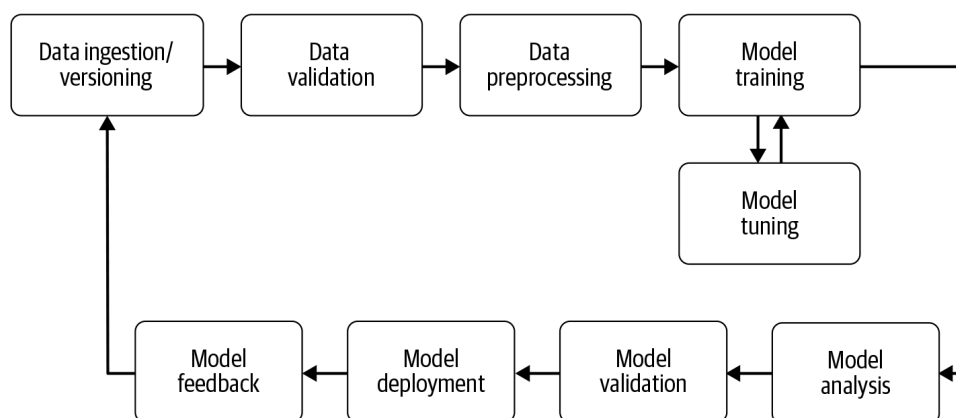 Data ingestion/
versioning
Data
validation
Data
preprocessing
Model
training
Model
tuning
Model
feedback
Model
deployment
Model
validation
Model
analysis